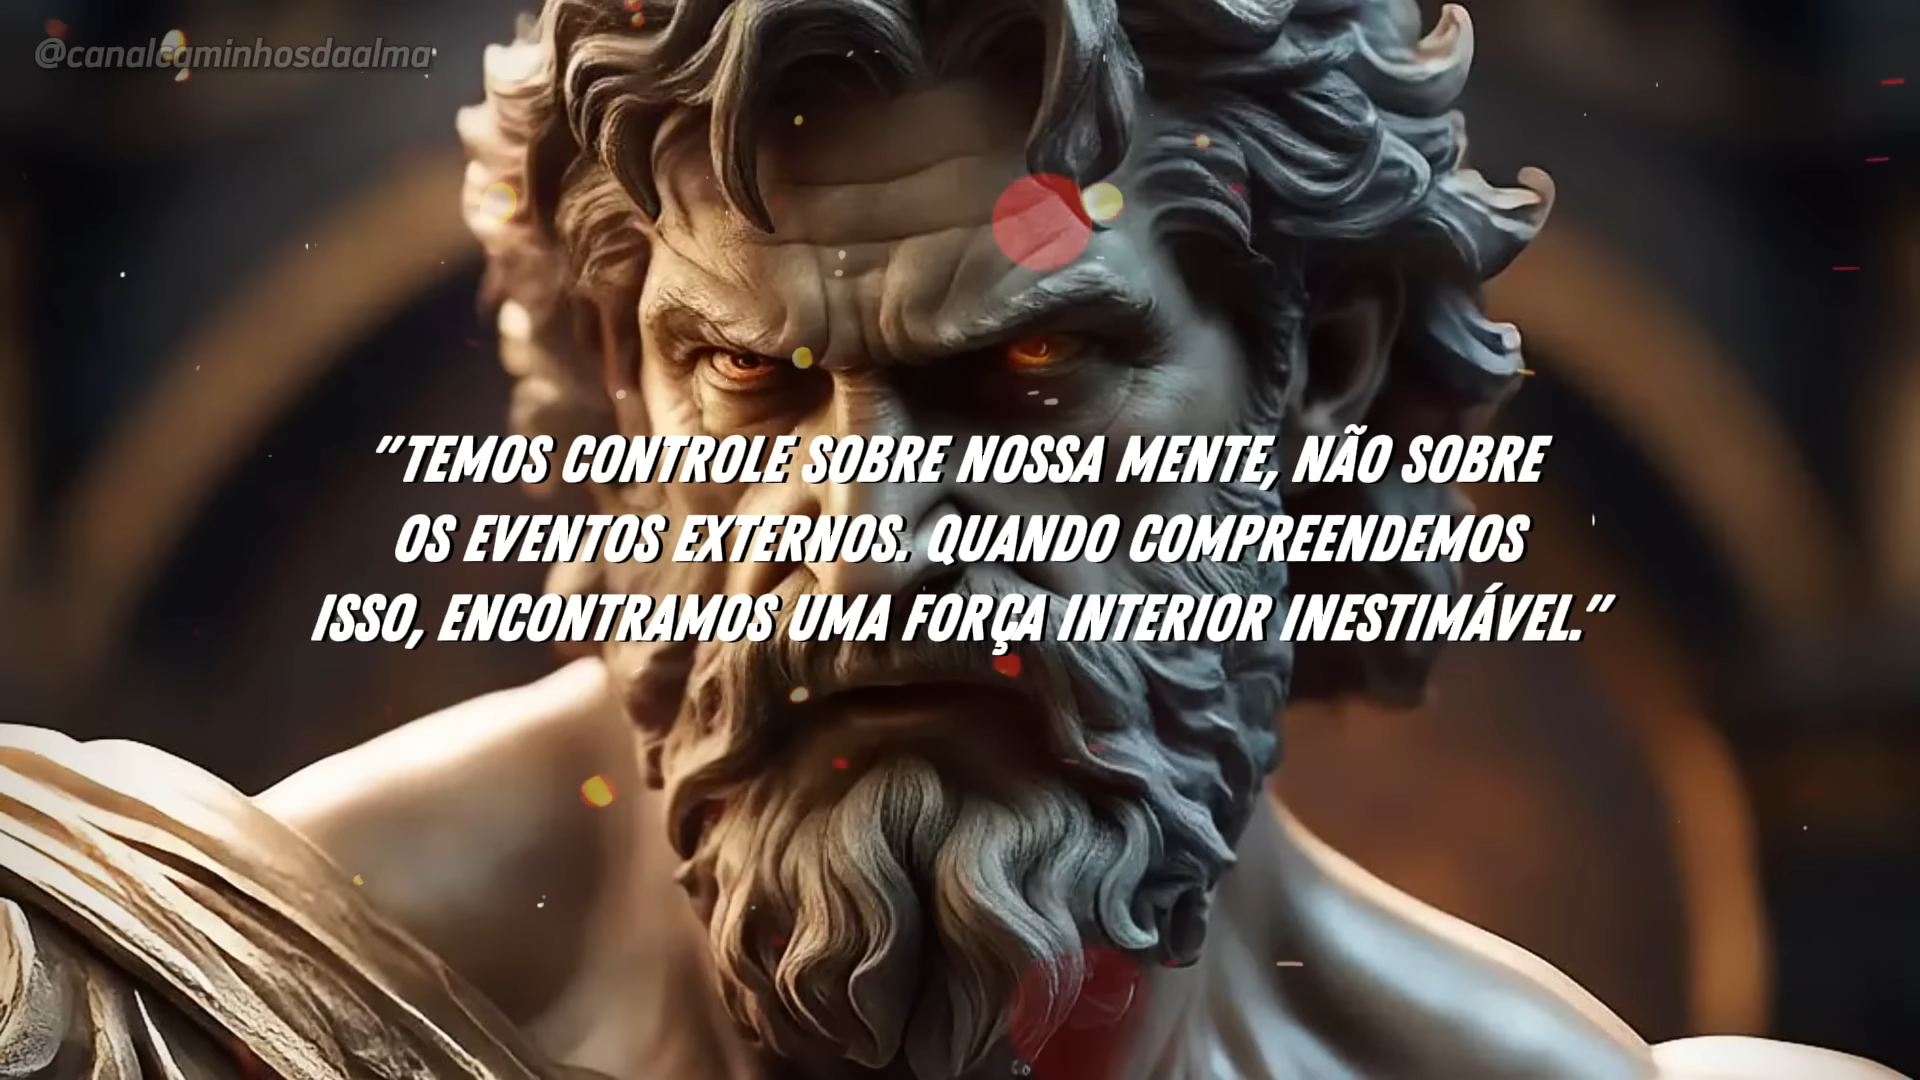 @canalcaminhosdaalma
"TEMOS CONTROLE SOBRE NOSSA MENTE, NÃO SOBRE
OS EVENTOS EXTERNOS. QUANDO COMPREENDEMOS
ISSO, ENCONTRAMOS UMA FORÇA INTERIOR INESTIMÁVEL."